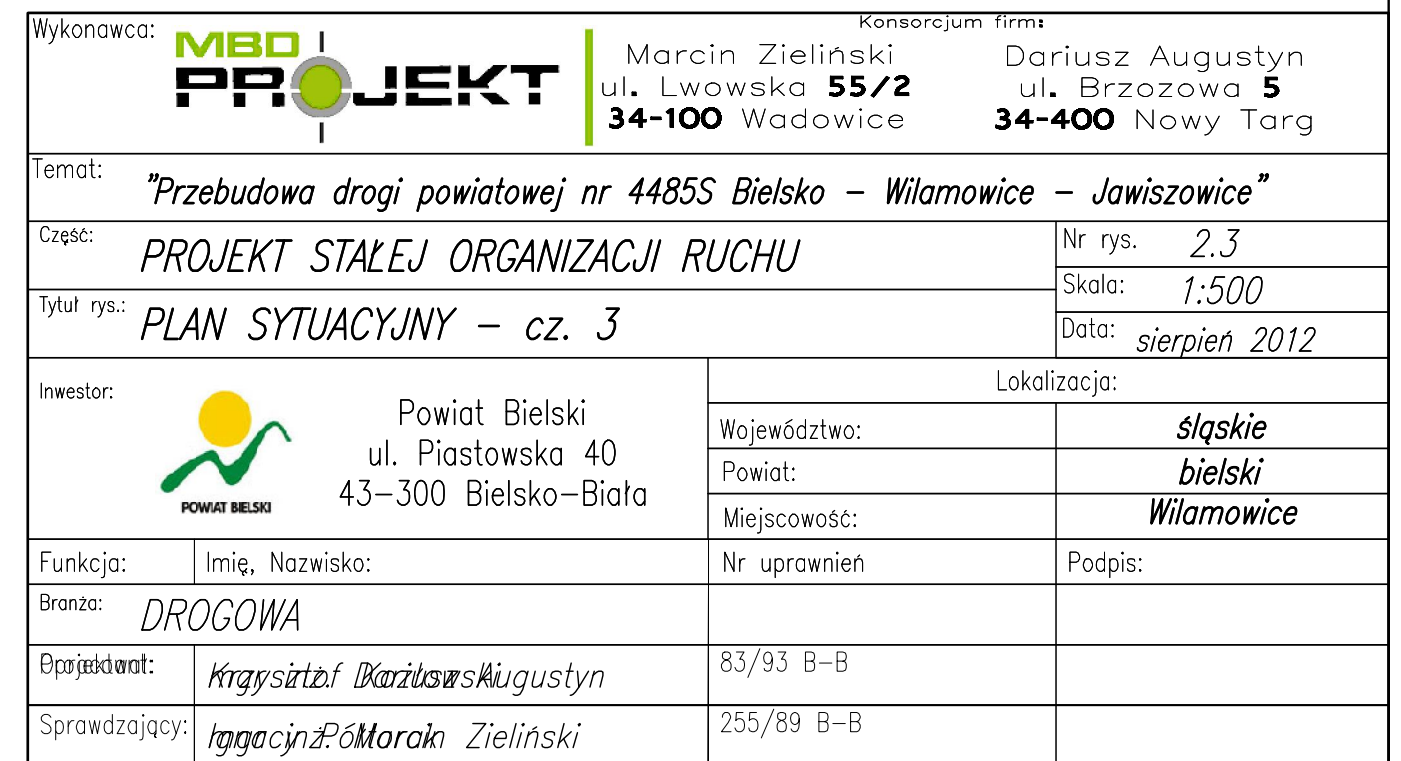 Wykonawca:
MBD
PROJEKT
Konsorcjum firm:
Marcin Zieliński
ul. Lwowska 55/2
34-100 Wadowice
Dariusz Augustyn
ul. Brzozowa 5
34-400 Nowy Targ
Temat:
"Przebudowa drogi powiatowej nr 4485S Bielsko – Wilamowice – Jawiszowice"
Część:
PROJEKT STAŁEJ ORGANIZACJI RUCHU
Nr rys. 2.3
Skala: 1:500
Tytuł rys.:
PLAN SYTUACYJNY – cz. 3
Data: sierpień 2012
Inwestor:
POWIAT BIELSKI
Powiat Bielski
ul. Piastowska 40
43–300 Bielsko–Biała
Lokalizacja:
Województwo: śląskie
Powiat: bielski
Miejscowość: Wilamowice
Funkcja: Imię, Nazwisko: Nr uprawnień Podpis:
Branża: DROGOWA
Augustyn 83/93 B–B
Sprawdzający: Zieliński 255/89 B–B